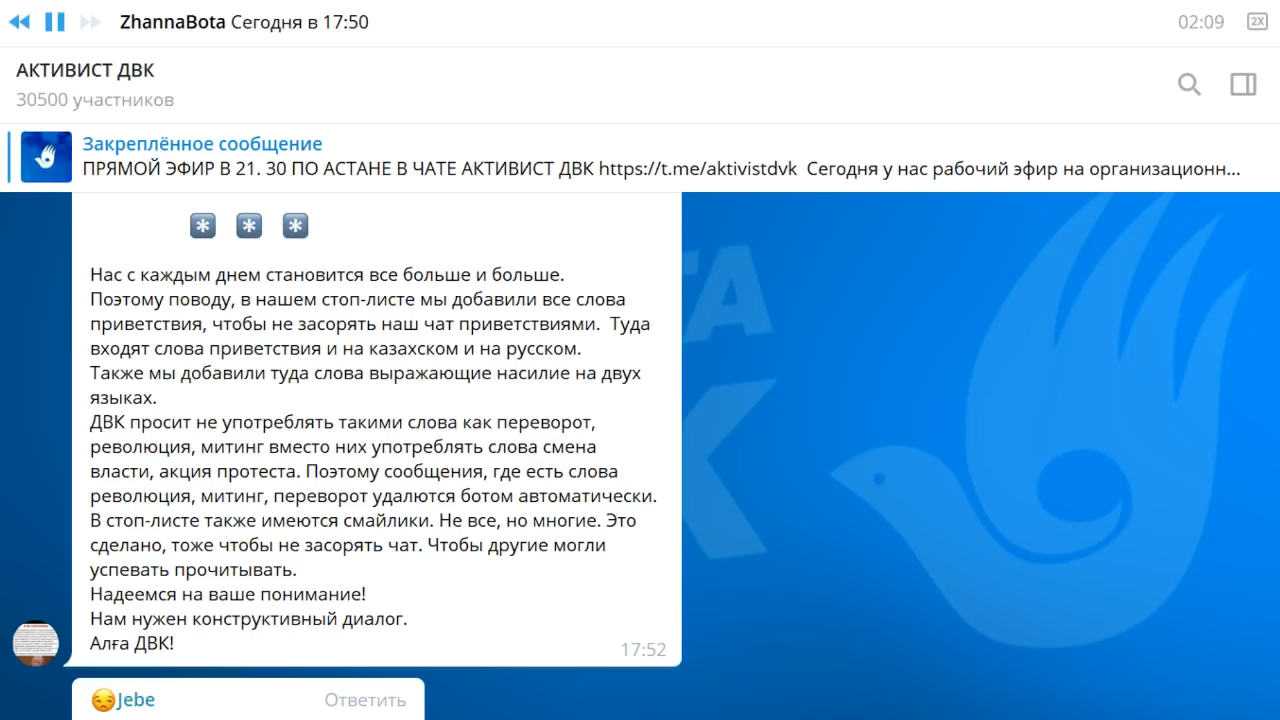 ZhannaBota Сегодня в 17:50
02:09
2X
АКТИВИСТ ДВК
30500 участников
Закреплённое сообщение
ПРЯМОЙ ЭФИР В 21. 30 ПО АСТАНЕ В ЧАТЕ АКТИВИСТ ДВК https://t.me/aktivistdvk Сегодня у нас рабочий эфир на организационн...
Нас с каждым днем становится все больше и больше.
Поэтому поводу, в нашем стоп-листе мы добавили все слова
приветствия, чтобы не засорять наш чат приветствиями. Туда
входят слова приветствия и на казахском и на русском.
Также мы добавили туда слова выражающие насилие на двух
языках.
ДВК просит не употреблять такими слова как переворот,
революция, митинг вместо них употреблять слова смена
власти, акция протеста. Поэтому сообщения, где есть слова
революция, митинг, переворот удалются ботом автоматически.
В стоп-листе также имеются смайлики. Не все, но многие. Это
сделано, тоже чтобы не засорять чат. Чтобы другие могли
успевать прочитывать.
Надеемся на ваше понимание!
Нам нужен конструктивный диалог.
Алға ДВК!
17:52
Jebe
Ответить